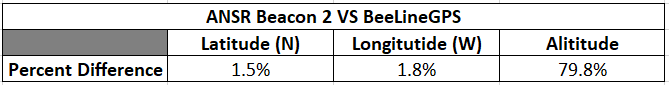 ANSR Beacon 2 VS BeeLineGPS
Latitude (N) Longitutide (W) Alititude
Percent Difference 1.5% 1.8% 79.8%